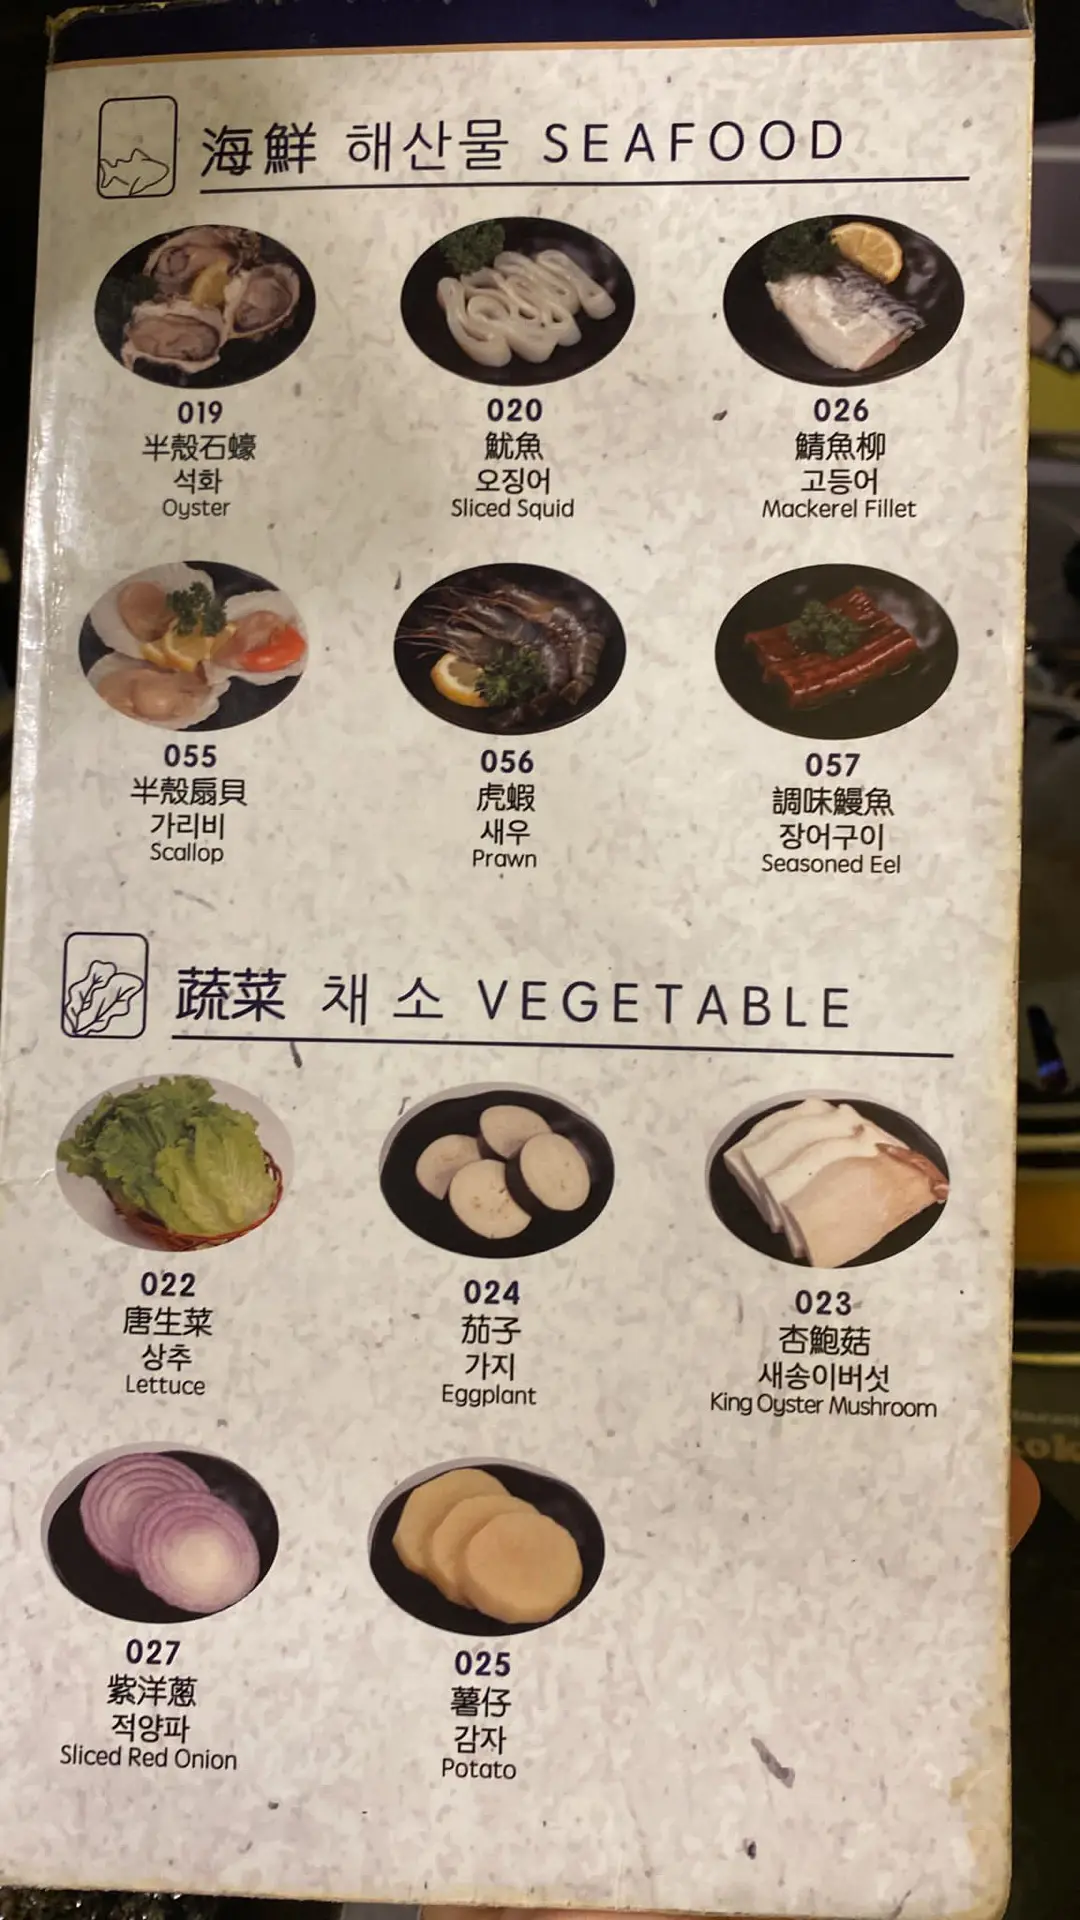 海鮮 해산물 SEAFOOD
019
半殼石蠔
석화
Oyster
020
魷魚
오징어
Sliced Squid
026
鯖魚柳
고등어
Mackerel Fillet
055
半殼扇貝
가리비
Scallop
056
虎蝦
새우
Prawn
057
調味鰻魚
장어구이
Seasoned Eel
蔬菜 채소 VEGETABLE
022
唐生菜
상추
Lettuce
024
茄子
가지
Eggplant
023
杏鮑菇
새송이버섯
King Oyster Mushroom
027
紫洋蔥
적양파
Sliced Red Onion
025
薯仔
감자
Potato